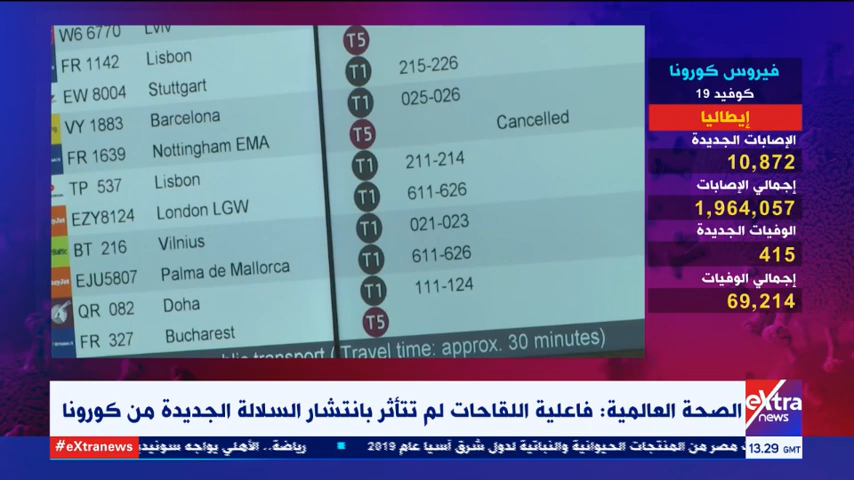 W6 6770 Lviv T5
FR 1142 Lisbon T1 215-226
EW 8004 Stuttgart T1 025-026
VY 1883 Barcelona T5 Cancelled
FR 1639 Nottingham EMA T1 211-214
TP 537 Lisbon T1 611-626
EZY8124 London LGW T1 021-023
BT 216 Vilnius T1 611-626
EJU5807 Palma de Mallorca T1 111-124
QR 082 Doha T5
FR 327 Bucharest
transport (Travel time: approx. 30 minutes)
فيروس كورونا
كوفيد 19
إيطاليا
الإصابات الجديدة
10,872
إجمالي الإصابات
1,964,057
الوفيات الجديدة
415
إجمالي الوفيات
69,214
الصحة العالمية: فاعلية اللقاحات لم تتأثر بانتشار السلالة الجديدة من كورونا
eXtra
news
13.29 GMT
مصر من المنتجات الحيوانية والنباتية لدول شرق آسيا عام 2019
رياضة.. الأهلي يواجه سونيد
#eXtranews